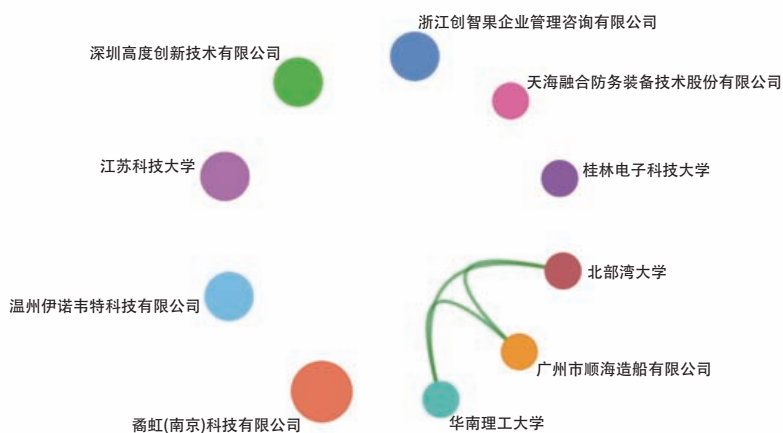 浙江创智果企业管理咨询有限公司
深圳高度创新技术有限公司
天海融合防务装备技术股份有限公司
江苏科技大学
桂林电子科技大学
北部湾大学
温州伊诺韦特科技有限公司
广州市顺海造船有限公司
矞虹(南京)科技有限公司
华南理工大学